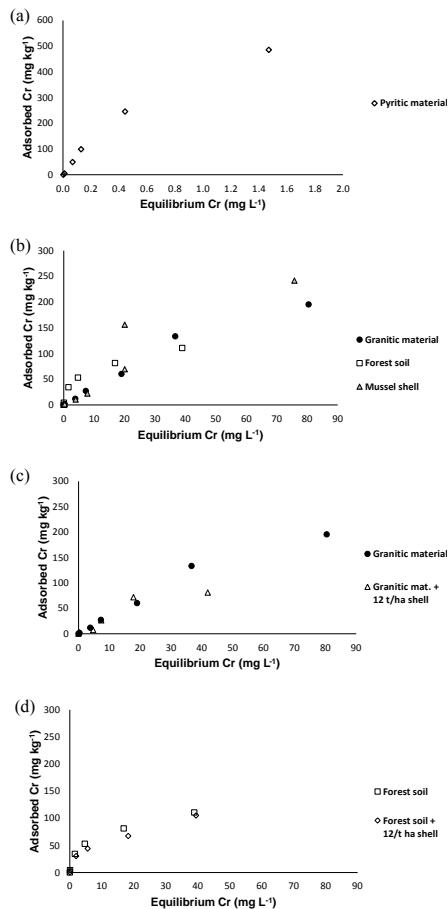 (a)
600
500
400
300
200
100
0
Adsorbed Cr (mg kg-1)
0.0 0.2 0.4 0.6 0.8 1.0 1.2 1.4 1.6 1.8 2.0
Equilibrium Cr (mg L-1)
Pyritic material
(b)
300
250
200
150
100
50
0
Adsorbed Cr (mg kg-1)
0 10 20 30 40 50 60 70 80 90
Equilibrium Cr (mg L-1)
Granitic material
Forest soil
Mussel shell
(c)
300
250
200
150
100
50
0
Adsorbed Cr (mg kg-1)
0 10 20 30 40 50 60 70 80 90
Equilibrium Cr (mg L-1)
Granitic material
Granitic mat. +
12 t/ha shell
(d)
300
250
200
150
100
50
0
Adsorbed Cr (mg kg-1)
0 10 20 30 40 50 60 70 80 90
Equilibrium Cr (mg L-1)
Forest soil
Forest soil +
12/t ha shell